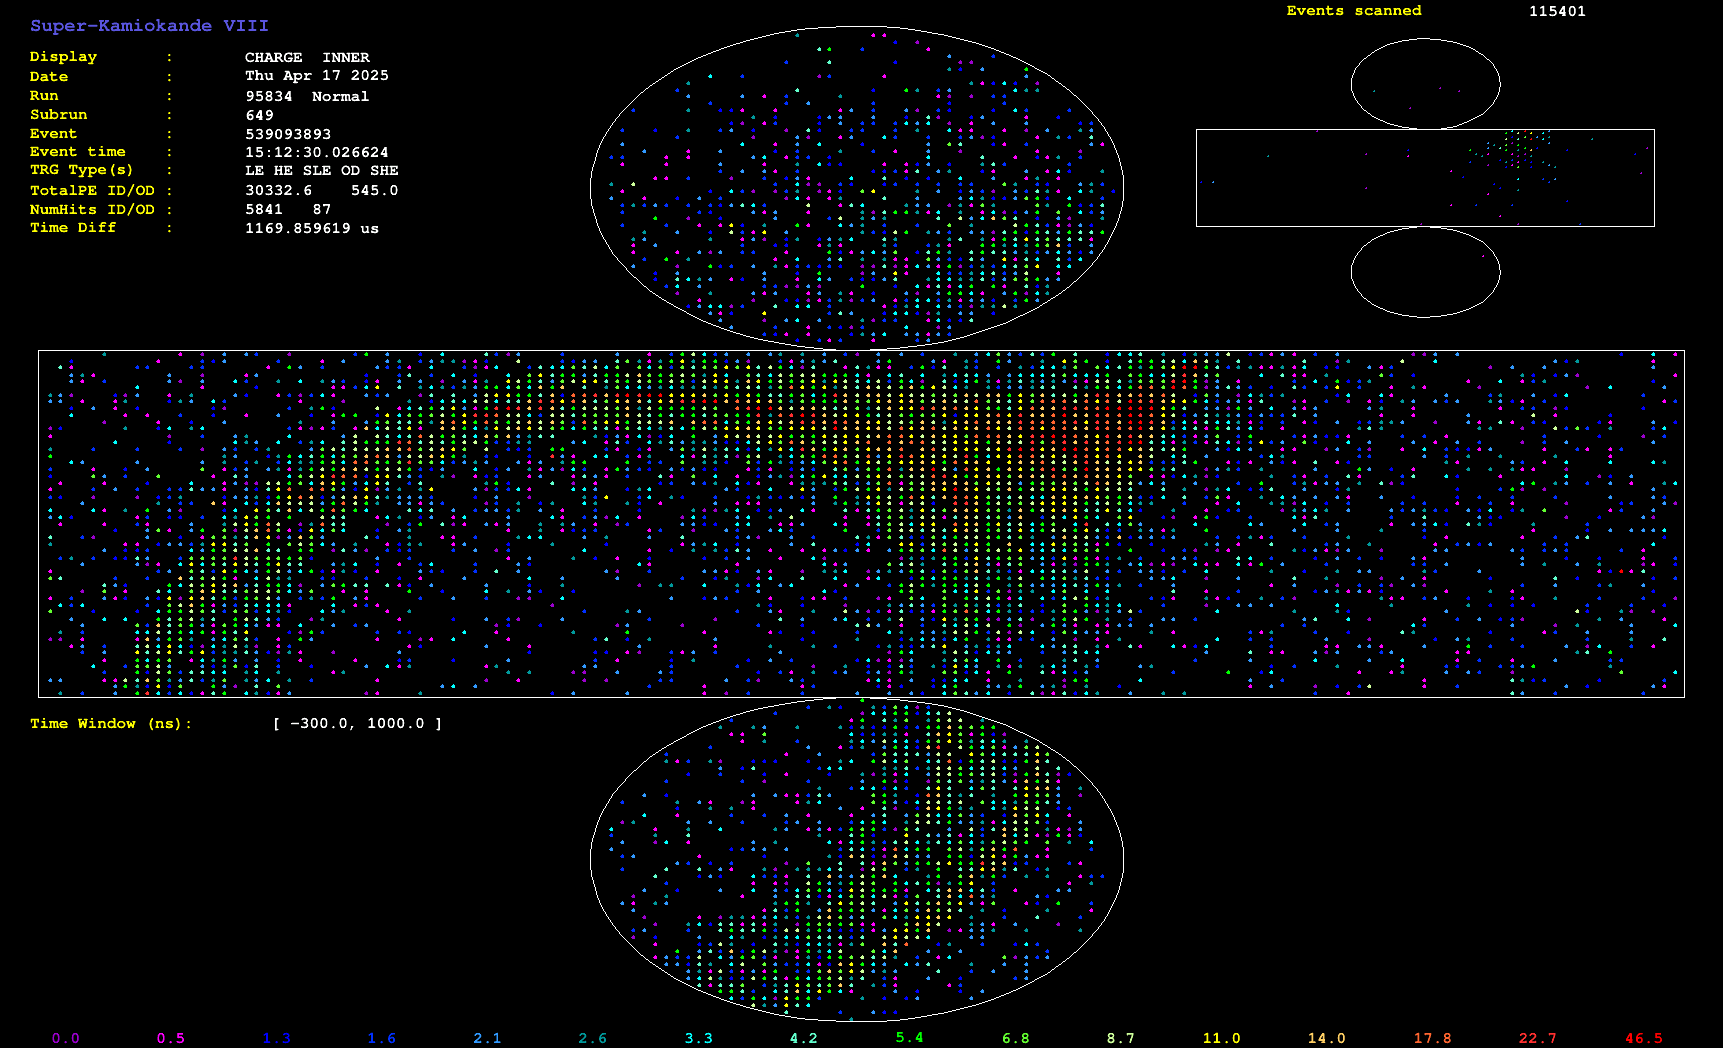 Super-Kamiokande VIII
Events scanned 115401
Display : CHARGE INNER
Date : Thu Apr 17 2025
Run : 95834 Normal
Subrun : 649
Event : 539093893
Event time : 15:12:30.026624
TRG Type(s) : LE HE SLE OD SHE
TotalPE ID/OD : 30332.6 545.0
NumHits ID/OD : 5841 87
Time Diff : 1169.859619 us
Time Window (ns): [ -300.0, 1000.0 ]
0.0 0.5 1.3 1.6 2.1 2.6 3.3 4.2 5.4 6.8 8.7 11.0 14.0 17.8 22.7 46.5